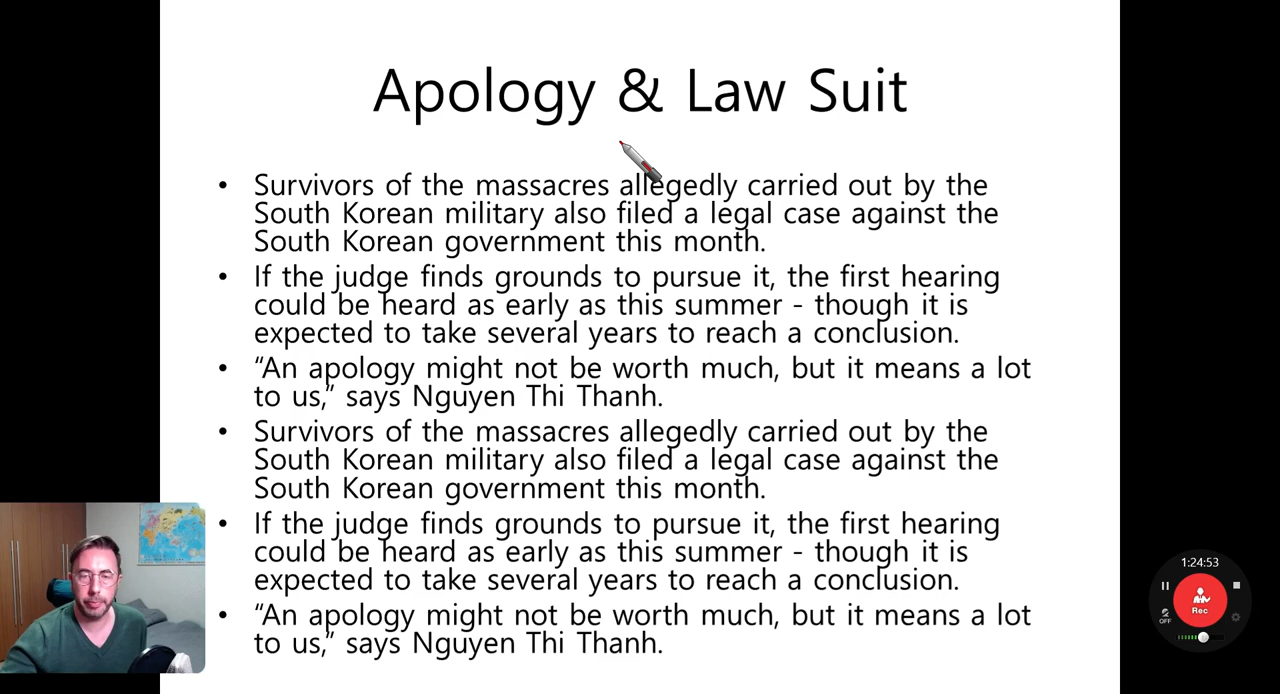 Apology & Law Suit
• Survivors of the massacres allegedly carried out by the
South Korean military also filed a legal case against the
South Korean government this month.
• If the judge finds grounds to pursue it, the first hearing
could be heard as early as this summer - though it is
expected to take several years to reach a conclusion.
• “An apology might not be worth much, but it means a lot
to us,” says Nguyen Thi Thanh.
• Survivors of the massacres allegedly carried out by the
South Korean military also filed a legal case against the
South Korean government this month.
• If the judge finds grounds to pursue it, the first hearing
could be heard as early as this summer - though it is
expected to take several years to reach a conclusion.
• “An apology might not be worth much, but it means a lot
to us,” says Nguyen Thi Thanh.
1:24:53
Rec
OFF